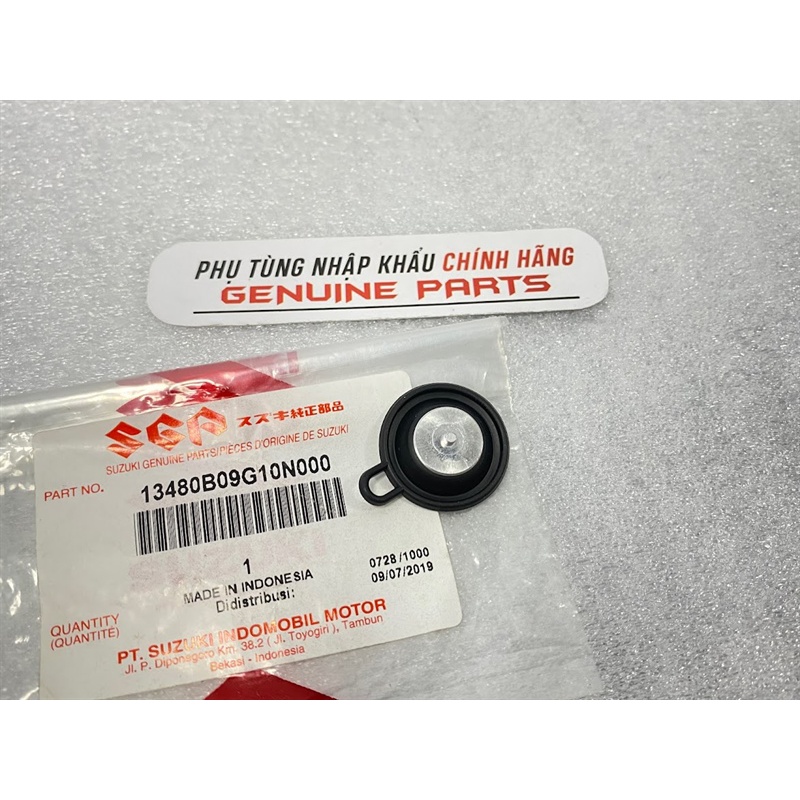 PHỤ TÙNG NHẬP KHẨU CHÍNH HÃNG
GENUINE PARTS
SGP スズキ純正部品
SUZUKI GENUINE PARTS/PIÈCES D'ORIGINE DE SUZUKI
PART NO. 13480B09G10N000
1
0728 /1000
MADE IN INDONESIA
09/07/2019
Didistribusi:
QUANTITY
(QUANTITÉ)
PT. SUZUKI INDOMOBIL MOTOR
Jl. P. Diponegoro Km. 38.2 ( Jl. Toyogiri ), Tambun
Bekasi - Indonesia